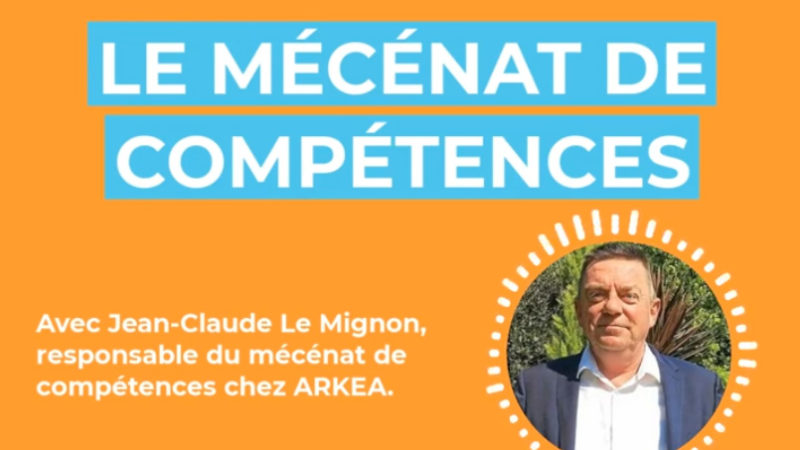 LE MÉCÉNAT DE
COMPÉTENCES
Avec Jean-Claude Le Mignon,
responsable du mécénat de
compétences chez ARKEA.